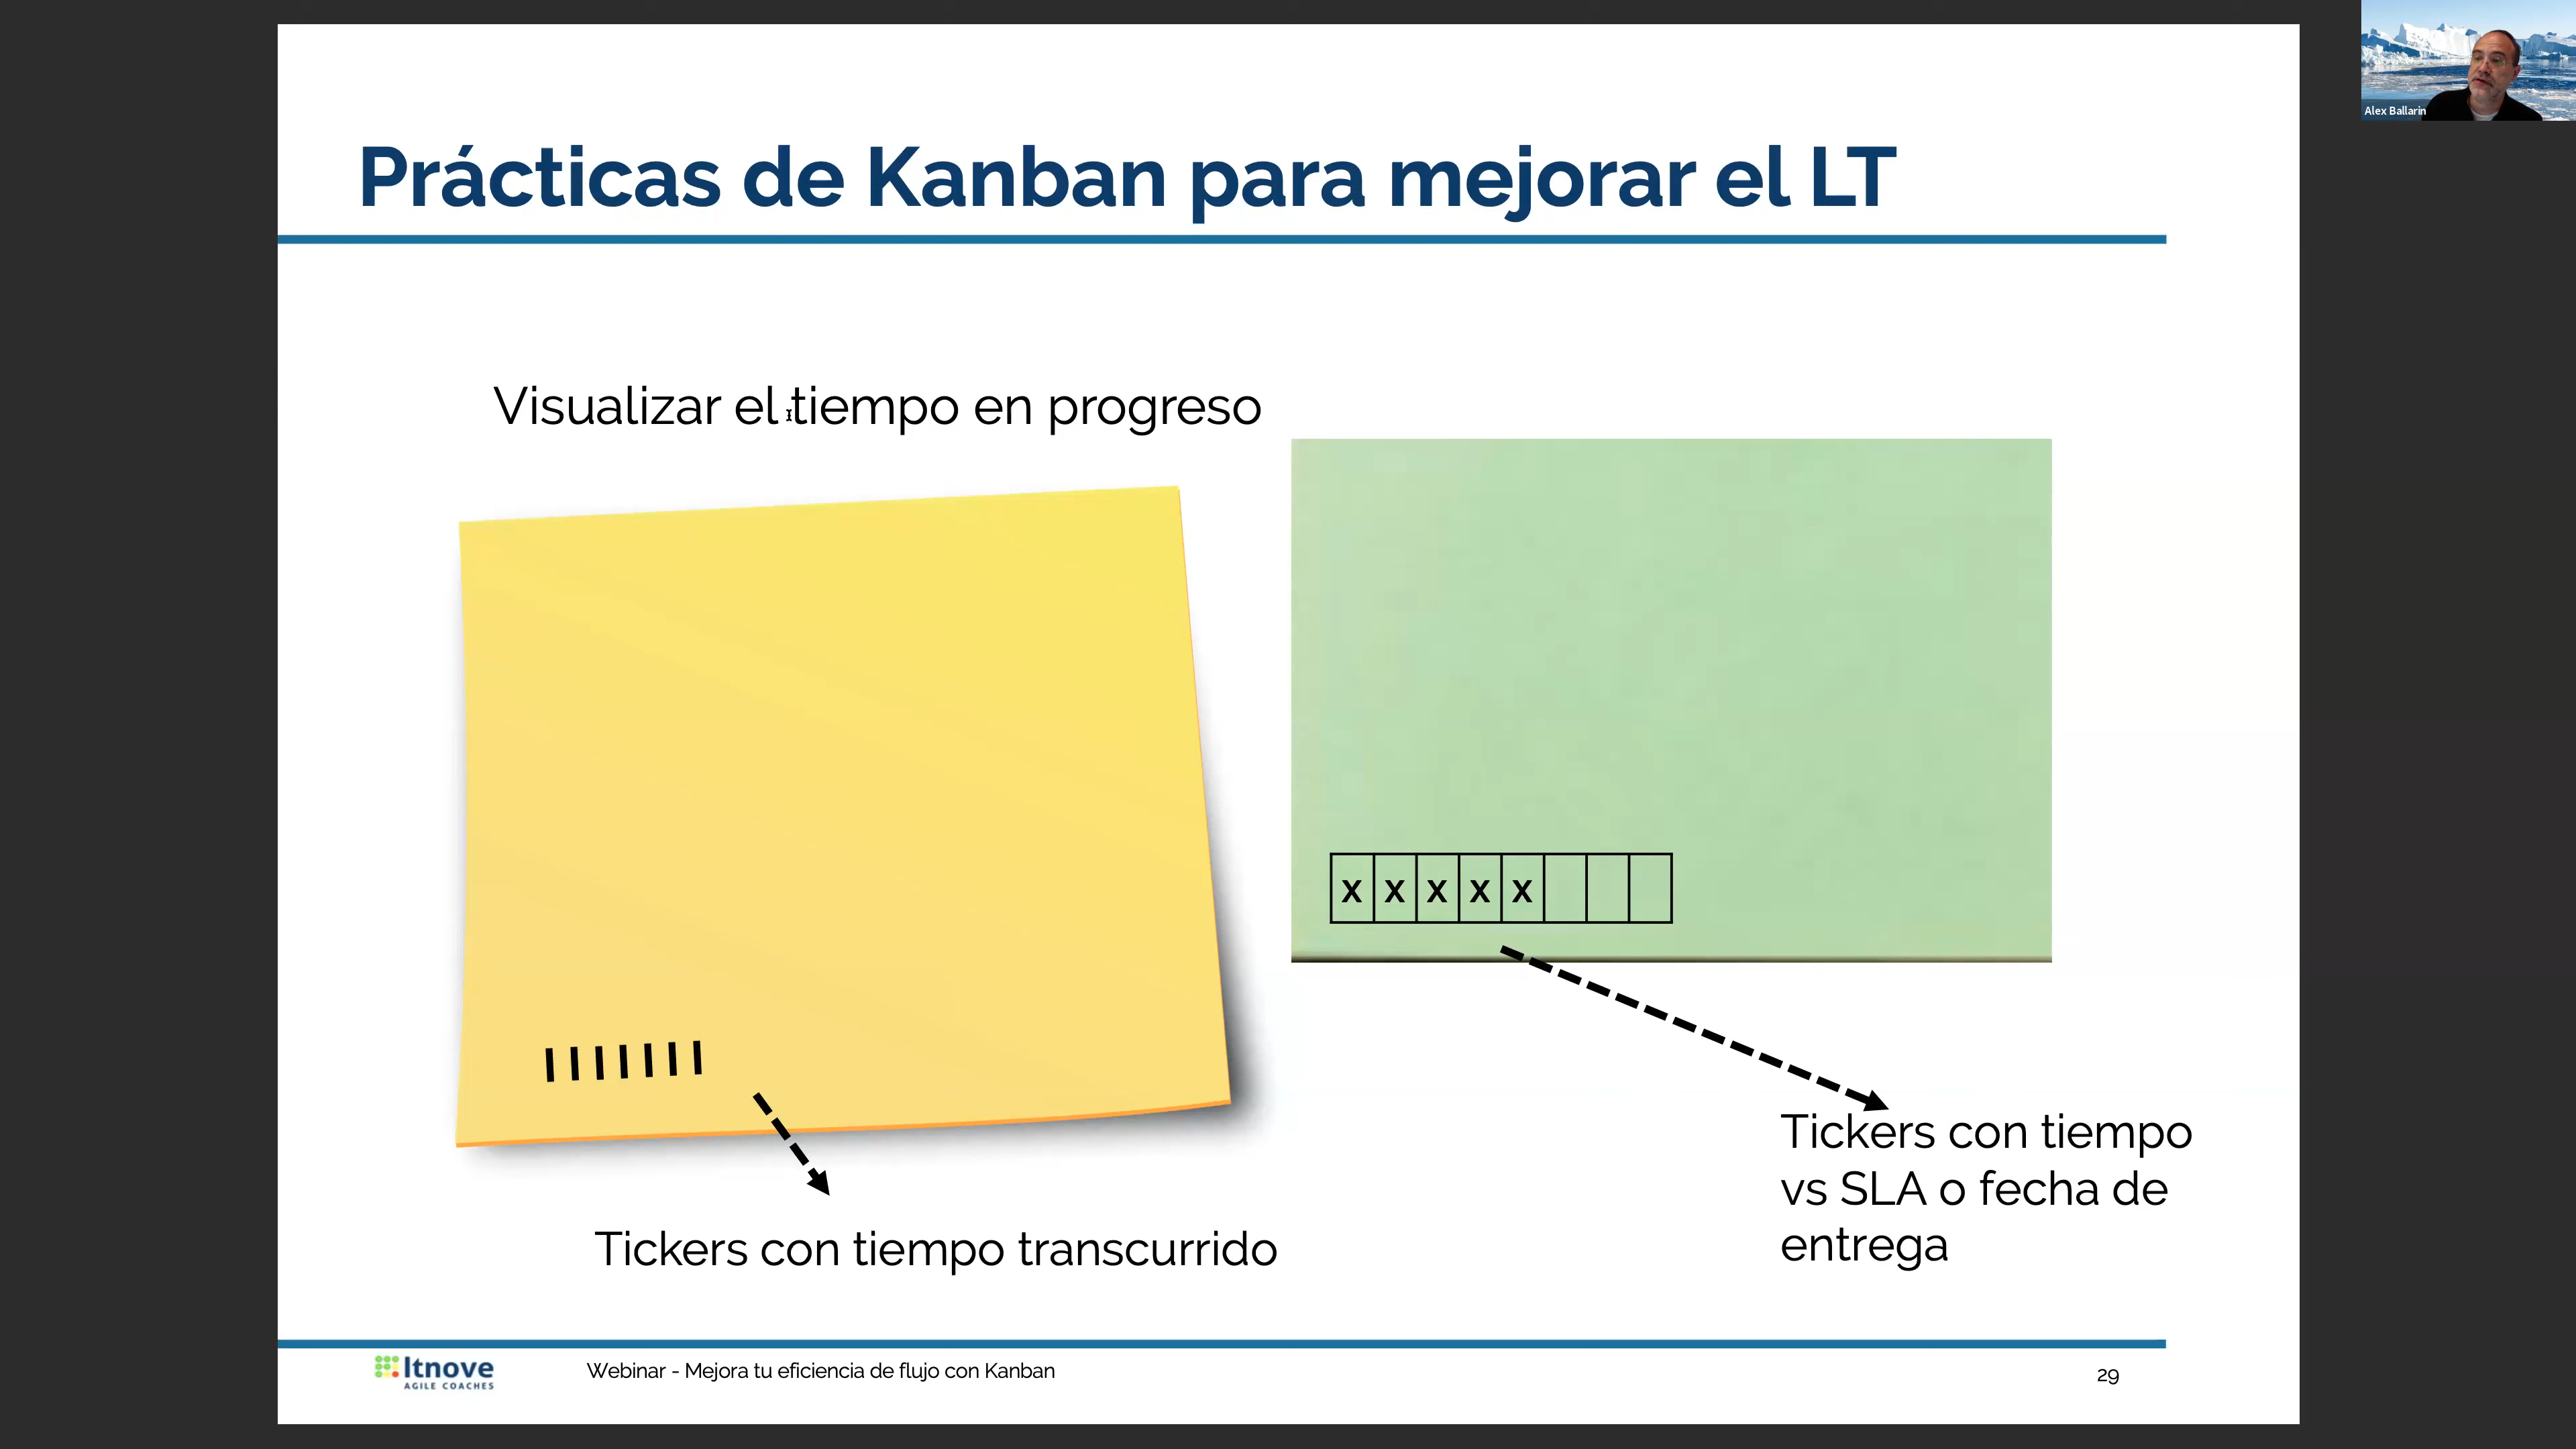 Alex Ballarin
Prácticas de Kanban para mejorar el LT
Visualizar el tiempo en progreso
X X X X X
Tickers con tiempo
vs SLA o fecha de
entrega
Tickers con tiempo transcurrido
Itnove
AGILE COACHES
Webinar - Mejora tu eficiencia de flujo con Kanban
29